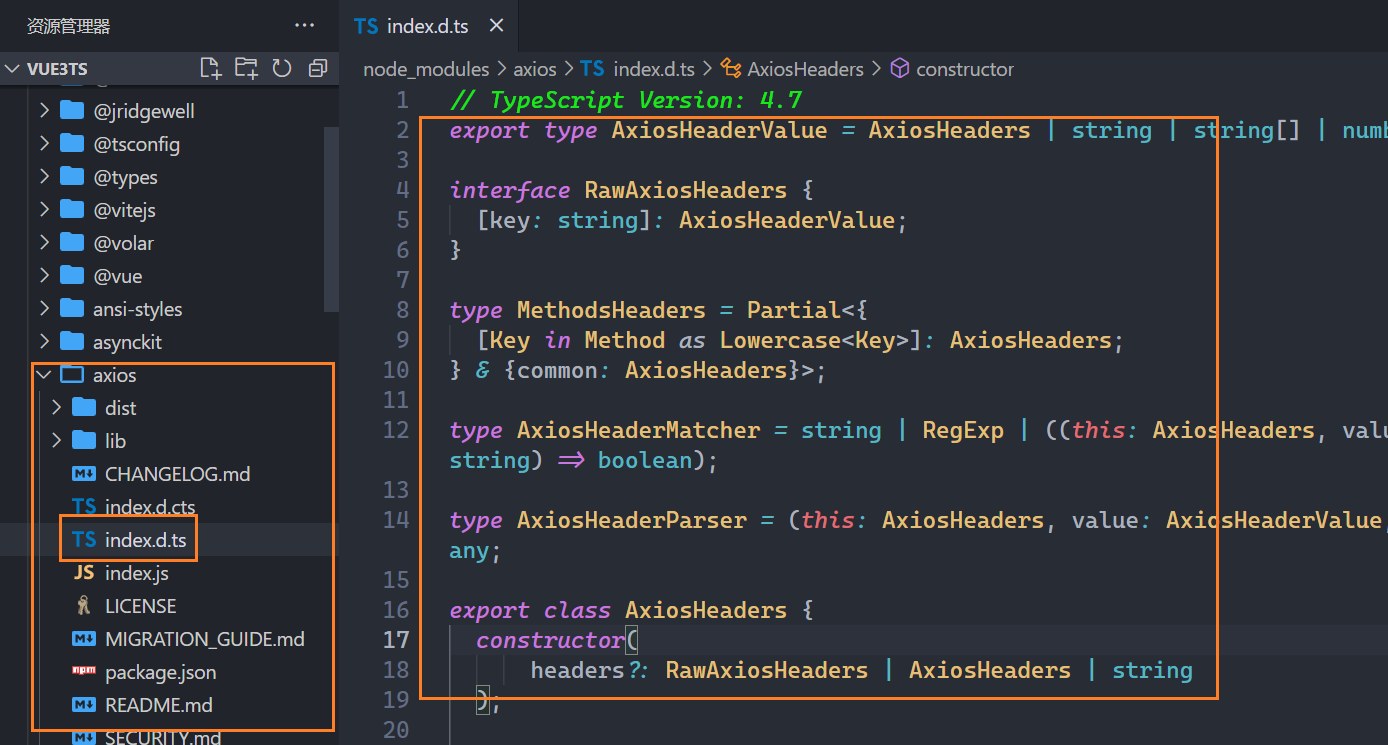 资源管理器
VUE3TS
@jridgewell
@tsconfig
@types
@vitejs
@volar
@vue
ansi-styles
asynckit
axios
dist
lib
CHANGELOG.md
TS index.d.cts
TS index.d.ts
JS index.js
LICENSE
MIGRATION_GUIDE.md
npm package.json
README.md
SECURITY.md
TS index.d.ts
node_modules > axios > TS index.d.ts > AxiosHeaders > constructor
1 // TypeScript Version: 4.7
2 export type AxiosHeaderValue = AxiosHeaders | string | string[] |
3
4 interface RawAxiosHeaders {
5 [key: string]: AxiosHeaderValue;
6 }
7
8 type MethodsHeaders = Partial<{
9 [Key in Method as Lowercase<Key>]: AxiosHeaders;
10 } & {common: AxiosHeaders}>;
11
12 type AxiosHeaderMatcher = string | RegExp | ((this: AxiosHeaders,
string) => boolean);
13
14 type AxiosHeaderParser = (this: AxiosHeaders, value: AxiosHeaderValue,
any;
15
16 export class AxiosHeaders {
17 constructor(
18 headers?: RawAxiosHeaders | AxiosHeaders | string
19 );
20